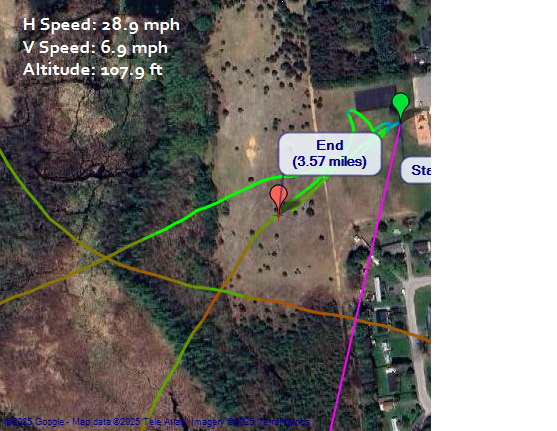 H Speed: 28.9 mph
V Speed: 6.9 mph
Altitude: 107.9 ft
End
(3.57 miles)
Sta
©2025 Google - Map data ©2025 Tele Atlas, Imagery ©2025 TerraMetrics